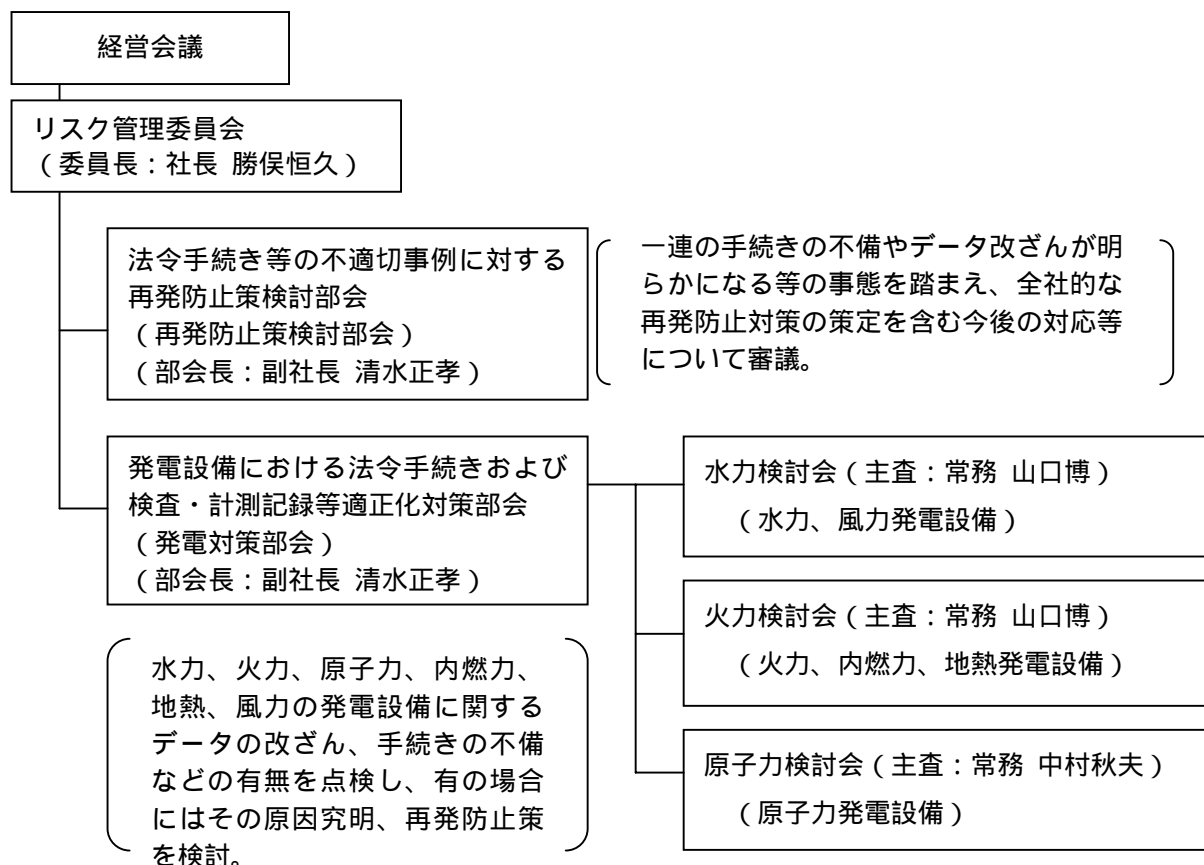 経営会議
リスク管理委員会
（委員長：社長 勝俣恒久）
法令手続き等の不適切事例に対する
再発防止策検討部会
（再発防止策検討部会）
（部会長：副社長 清水正孝）
一連の手続きの不備やデータ改ざんが明
らかになる等の事態を踏まえ、全社的な
再発防止対策の策定を含む今後の対応等
について審議。
発電設備における法令手続きおよび
検査・計測記録等適正化対策部会
（発電対策部会）
（部会長：副社長 清水正孝）
水力、火力、原子力、内燃力、
地熱、風力の発電設備に関する
データの改ざん、手続きの不備
などの有無を点検し、有の場合
にはその原因究明、再発防止策
を検討。
水力検討会（主査：常務 山口博）
（水力、風力発電設備）
火力検討会（主査：常務 山口博）
（火力、内燃力、地熱発電設備）
原子力検討会（主査：常務 中村秋夫）
（原子力発電設備）